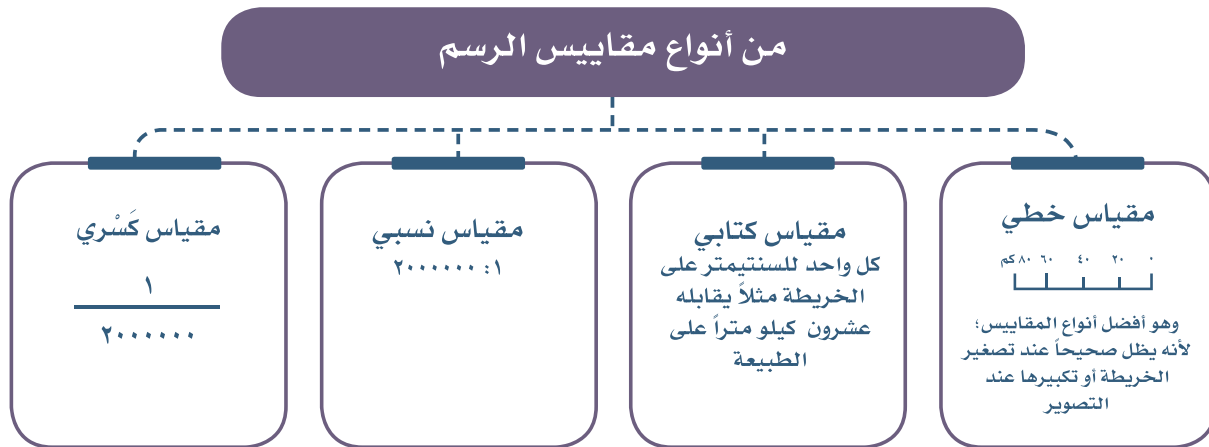 من أنواع مقاييس الرسم
مقياس خطي
٠ ٢٠ ٤٠ ٦٠ ٨٠ كم
وهو أفضل أنواع المقاييس؛
لأنه يظل صحيحاً عند تصغير
الخريطة أو تكبيرها عند
التصوير
مقياس كتابي
كل واحد للسنتيمتر على
الخريطة مثلاً يقابله
عشرون كيلو متراً على
الطبيعة
مقياس نسبي
١: ٢٠٠٠٠٠٠
مقياس كَسْري
١
٢٠٠٠٠٠٠